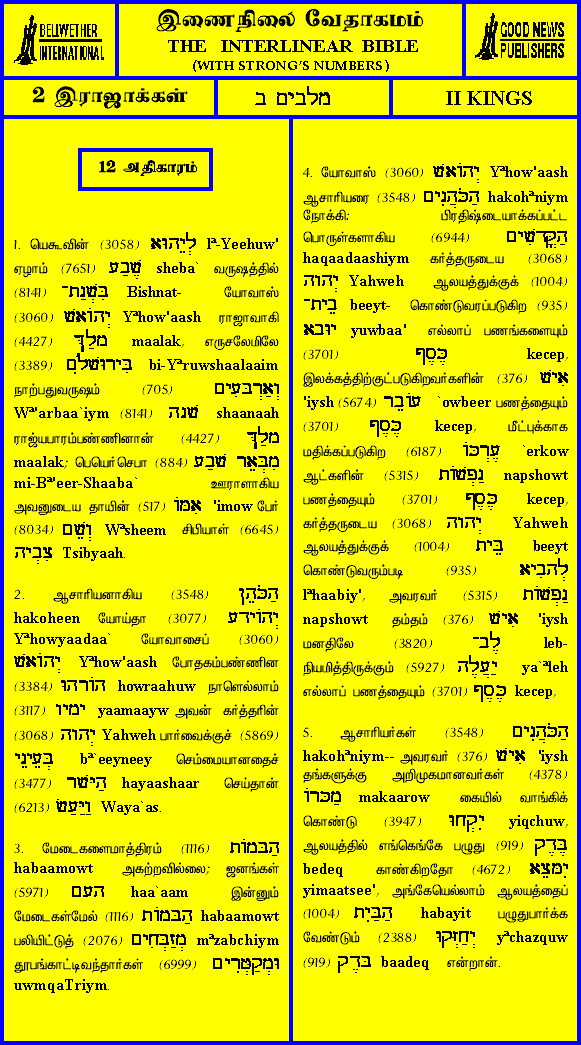 BELLWETHER
INTERNATIONAL
இணைநிலை வேதாகமம்
THE INTERLINEAR BIBLE
(WITH STRONG'S NUMBERS)
GOOD NEWS
PUBLISHERS
2 இராஜாக்கள்
מלבים ב
II KINGS
12 அதிகாரம்
1. யெகூவின் (3058) לְיֵהוּא lª-Yeehuw'
ஏழாம் (7651) שֶׁבַע sheba` வருஷத்தில்
(8141) בִּשְׁנַת־ Bishnat- யோவாஸ்
(3060) יְהוֹאָשׁ Yªhow'aash ராஜாவாகி
(4427) מָלַךְ maalak, எருசலேமிலே
(3389) בִּירוּשָׁלִָם bi-Yªruwshaalaaim
நாற்பதுவருஷம் (705) וְאַרְבָּעִים
Wª'arbaa`iym (8141) שָׁנָה shaanaah
ராஜ்யபாரம்பண்ணினான் (4427) מָלַךְ
maalak; பெயெர்செபா (884) מִבְּאֵר שָׁבַע
mi-Bª'eer-Shaaba` ஊராளாகிய
அவனுடைய தாயின் (517) אִמּוֹ 'imow பேர்
(8034) וְשֵׁם Wªsheem சிபியாள் (6645)
צִבְיָה Tsibyaah.
2. ஆசாரியனாகிய (3548) הַכֹּהֵן
hakoheen யோய்தா (3077) יְהוֹיָדָע
Yªhowyaadaa` யோவாசைப் (3060)
יְהוֹאָשׁ Yªhow'aash போதகம்பண்ணின
(3384) הוֹרָהוּ howraahuw நாளெல்லாம்
(3117) יָמָיו yaamaayw அவன் கர்த்தரின்
(3068) יְהוָה Yahweh பார்வைக்குச் (5869)
בְּעֵינֵי bª`eeyneey செம்மையானதைச்
(3477) הַיָּשָׁר hayaashaar செய்தான்
(6213) וַיַּעַשׂ Waya`as.
3. மேடைகளைமாத்திரம் (1116) הַבָּמוֹת
habaamowt அகற்றவில்லை; ஜனங்கள்
(5971) הָעָם haa`aam இன்னும்
மேடைகள்மேல் (1116) הַבָּמוֹת habaamowt
பலியிட்டுத் (2076) מְזַבְּחִים mªzabchiym
தூபங்காட்டிவந்தார்கள் (6999) וּמְקַטְּרִים
uwmqaTriym.
4. யோவாஸ் (3060) יְהוֹאָשׁ Yªhow'aash
ஆசாரியரை (3548) הַכֹּהֲנִים hakohªniym
நோக்கி: பிரதிஷ்டையாக்கப்பட்ட
பொருள்களாகிய (6944) הַקֳּדָשִׁים
haqaadaashiym கர்த்தருடைய (3068)
יְהוָה Yahweh ஆலயத்துக்குக் (1004)
בֵית־ beeyt- கொண்டுவரப்படுகிற (935)
יוּבָא yuwbaa' எல்லாப் பணங்களையும்
(3701) כֶּסֶף kecep,
இலக்கத்திற்குட்படுகிறவர்களின் (376) אִישׁ
'iysh (5674) עוֹבֵר `owbeer பணத்தையும்
(3701) כֶּסֶף kecep, மீட்புக்காக
மதிக்கப்படுகிற (6187) עֶרְכּוֹ `erkow
ஆட்களின் (5315) נַפְשׁוֹת napshowt
பணத்தையும் (3701) כֶּסֶף kecep,
கர்த்தருடைய (3068) יְהוָה Yahweh
ஆலயத்துக்குக் (1004) בֵּית beeyt
கொண்டுவரும்படி (935) לְהָבִיא
lªhaabiy', அவரவர் (5315) נַפְשׁוֹת
napshowt தம்தம் (376) אִישׁ 'iysh
மனதிலே (3820) לֶב־ leb-
நியமித்திருக்கும் (5927) יַעֲלֶה ya`ªleh
எல்லாப் பணத்தையும் (3701) כֶּסֶף kecep,
5. ஆசாரியர்கள் (3548) הַכֹּהֲנִים
hakohªniym-- அவரவர் (376) אִישׁ 'iysh
தங்களுக்கு அறிமுகமானவர்கள் (4378)
מַכָּרוֹ makaarow கையில் வாங்கிக்
கொண்டு (3947) יִקְחוּ yiqchuw,
ஆலயத்தில் எங்கெங்கே பழுது (919) בֶּדֶק
bedeq காண்கிறதோ (4672) יִמָּצֵא
yimaatsee', அங்கேயெல்லாம் ஆலயத்தைப்
(1004) הַבַּיִת habayit பழுதுபார்க்க
வேண்டும் (2388) יְחַזְּקוּ yªchazquw
(919) בָּדֶק baadeq என்றான்.